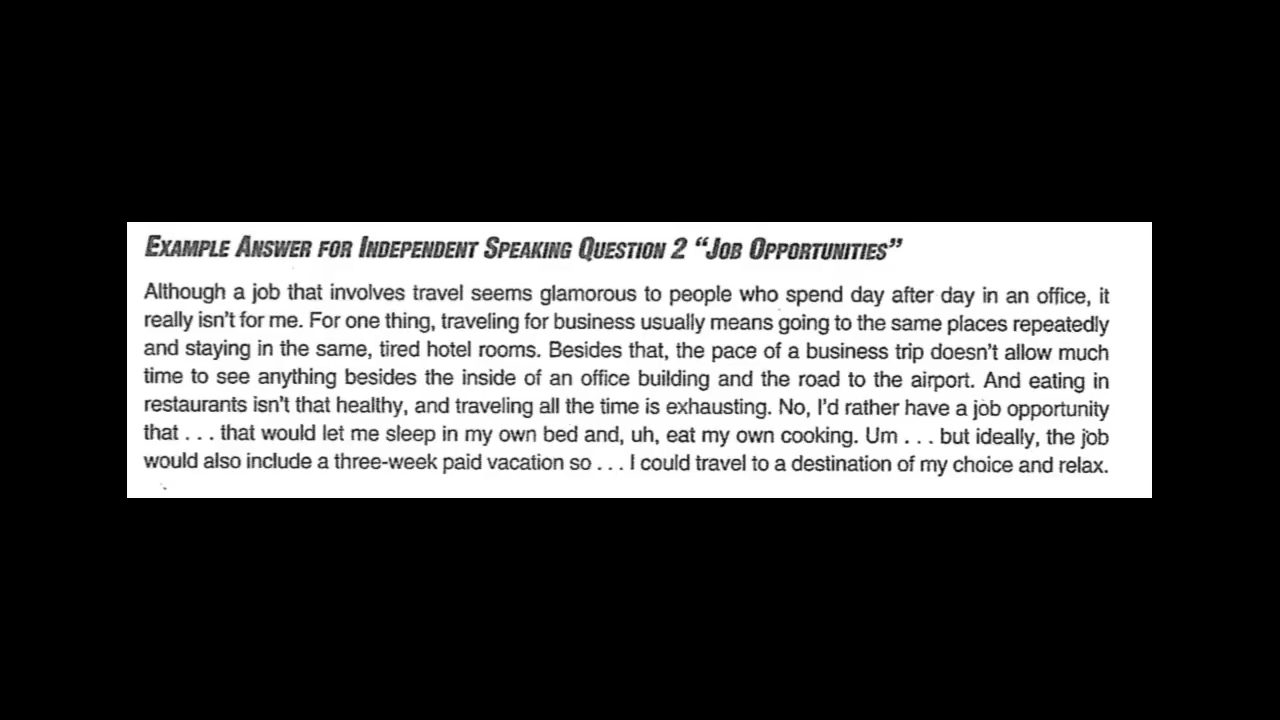 EXAMPLE ANSWER FOR INDEPENDENT SPEAKING QUESTION 2 “JOB OPPORTUNITIES”
Although a job that involves travel seems glamorous to people who spend day after day in an office, it
really isn’t for me. For one thing, traveling for business usually means going to the same places repeatedly
and staying in the same, tired hotel rooms. Besides that, the pace of a business trip doesn’t allow much
time to see anything besides the inside of an office building and the road to the airport. And eating in
restaurants isn’t that healthy, and traveling all the time is exhausting. No, I’d rather have a job opportunity
that . . . that would let me sleep in my own bed and, uh, eat my own cooking. Um . . . but ideally, the job
would also include a three-week paid vacation so . . . I could travel to a destination of my choice and relax.